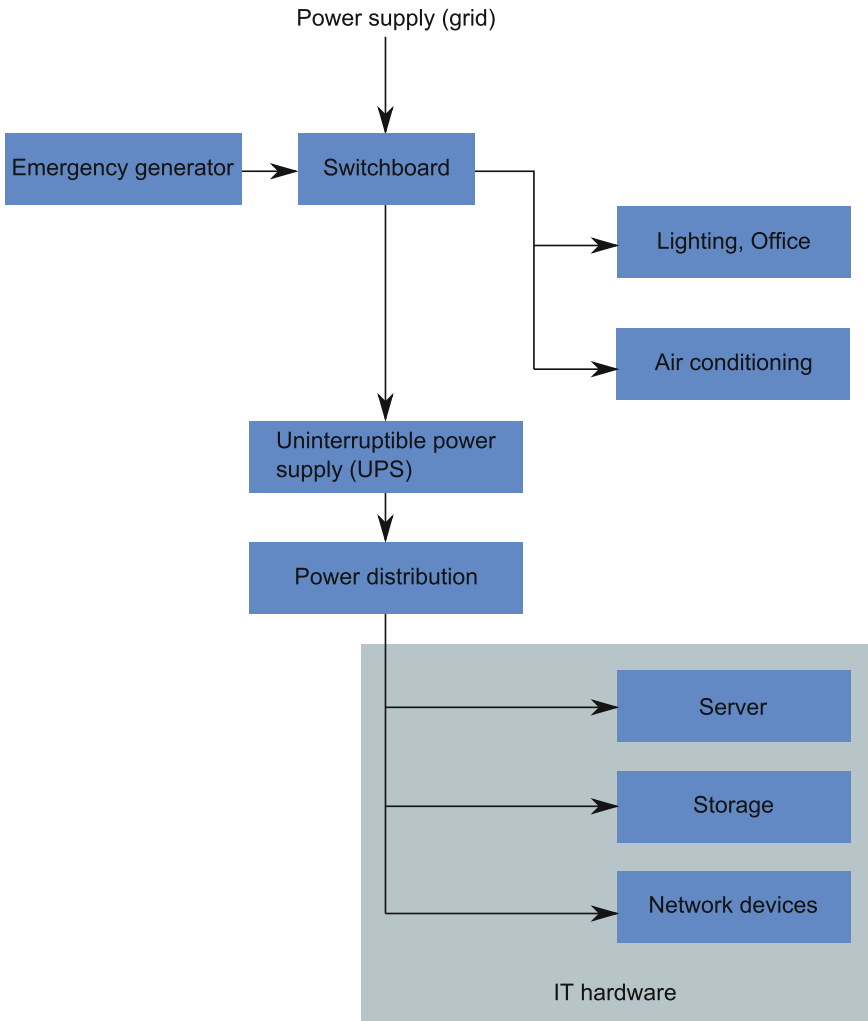 Power supply (grid)
Emergency generator
Switchboard
Lighting, Office
Air conditioning
Uninterruptible power
supply (UPS)
Power distribution
Server
Storage
Network devices
IT hardware